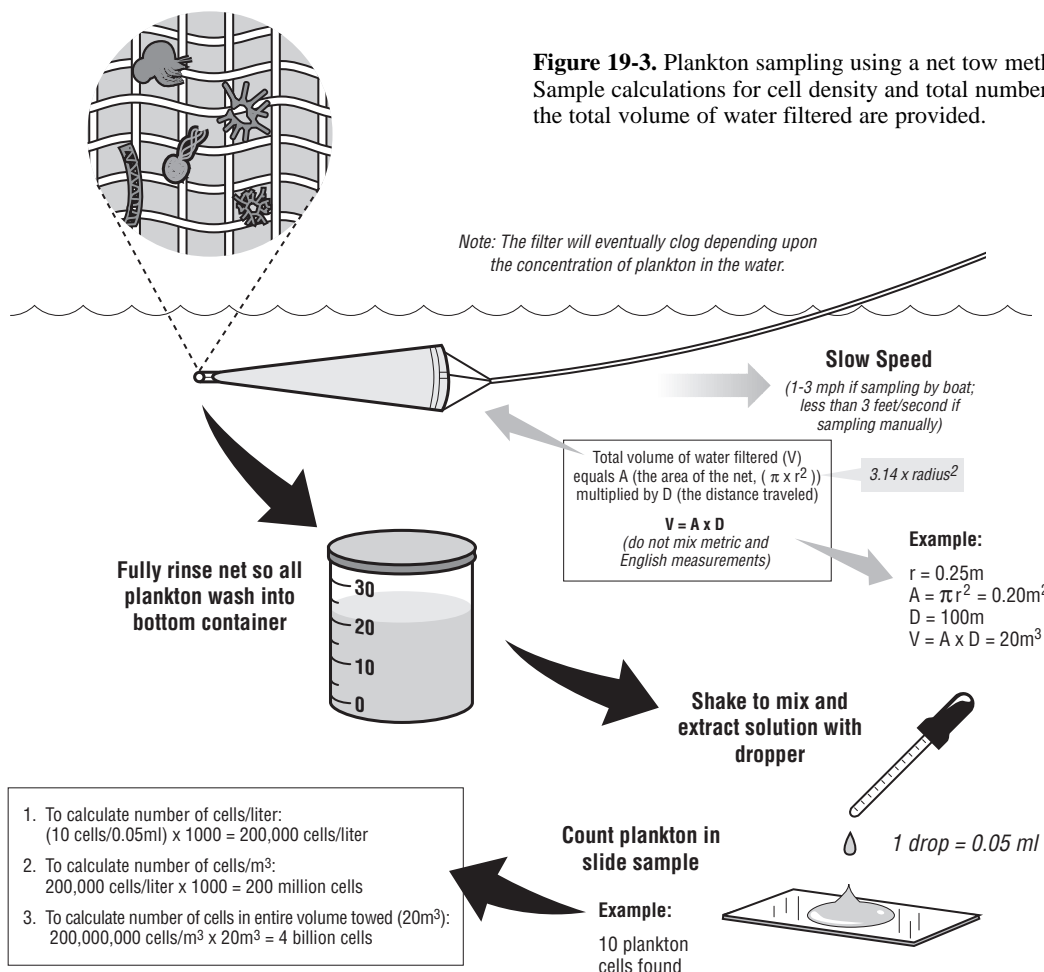 Figure 19-3. Plankton sampling using a net tow meth
Sample calculations for cell density and total number
the total volume of water filtered are provided.
Note: The filter will eventually clog depending upon
the concentration of plankton in the water.
Slow Speed
(1-3 mph if sampling by boat;
less than 3 feet/second if
sampling manually)
Total volume of water filtered (V)
equals A (the area of the net, ( π x r² ))
multiplied by D (the distance traveled)
V = A x D
(do not mix metric and
English measurements)
3.14 x radius²
Example:
r = 0.25m
A = π r² = 0.20m²
D = 100m
V = A x D = 20m³
Fully rinse net so all
plankton wash into
bottom container
30
20
10
0
Shake to mix and
extract solution with
dropper
1 drop = 0.05 ml
Count plankton in
slide sample
Example:
10 plankton
cells found
1. To calculate number of cells/liter:
(10 cells/0.05ml) x 1000 = 200,000 cells/liter
2. To calculate number of cells/m³:
200,000 cells/liter x 1000 = 200 million cells
3. To calculate number of cells in entire volume towed (20m³):
200,000,000 cells/m³ x 20m³ = 4 billion cells